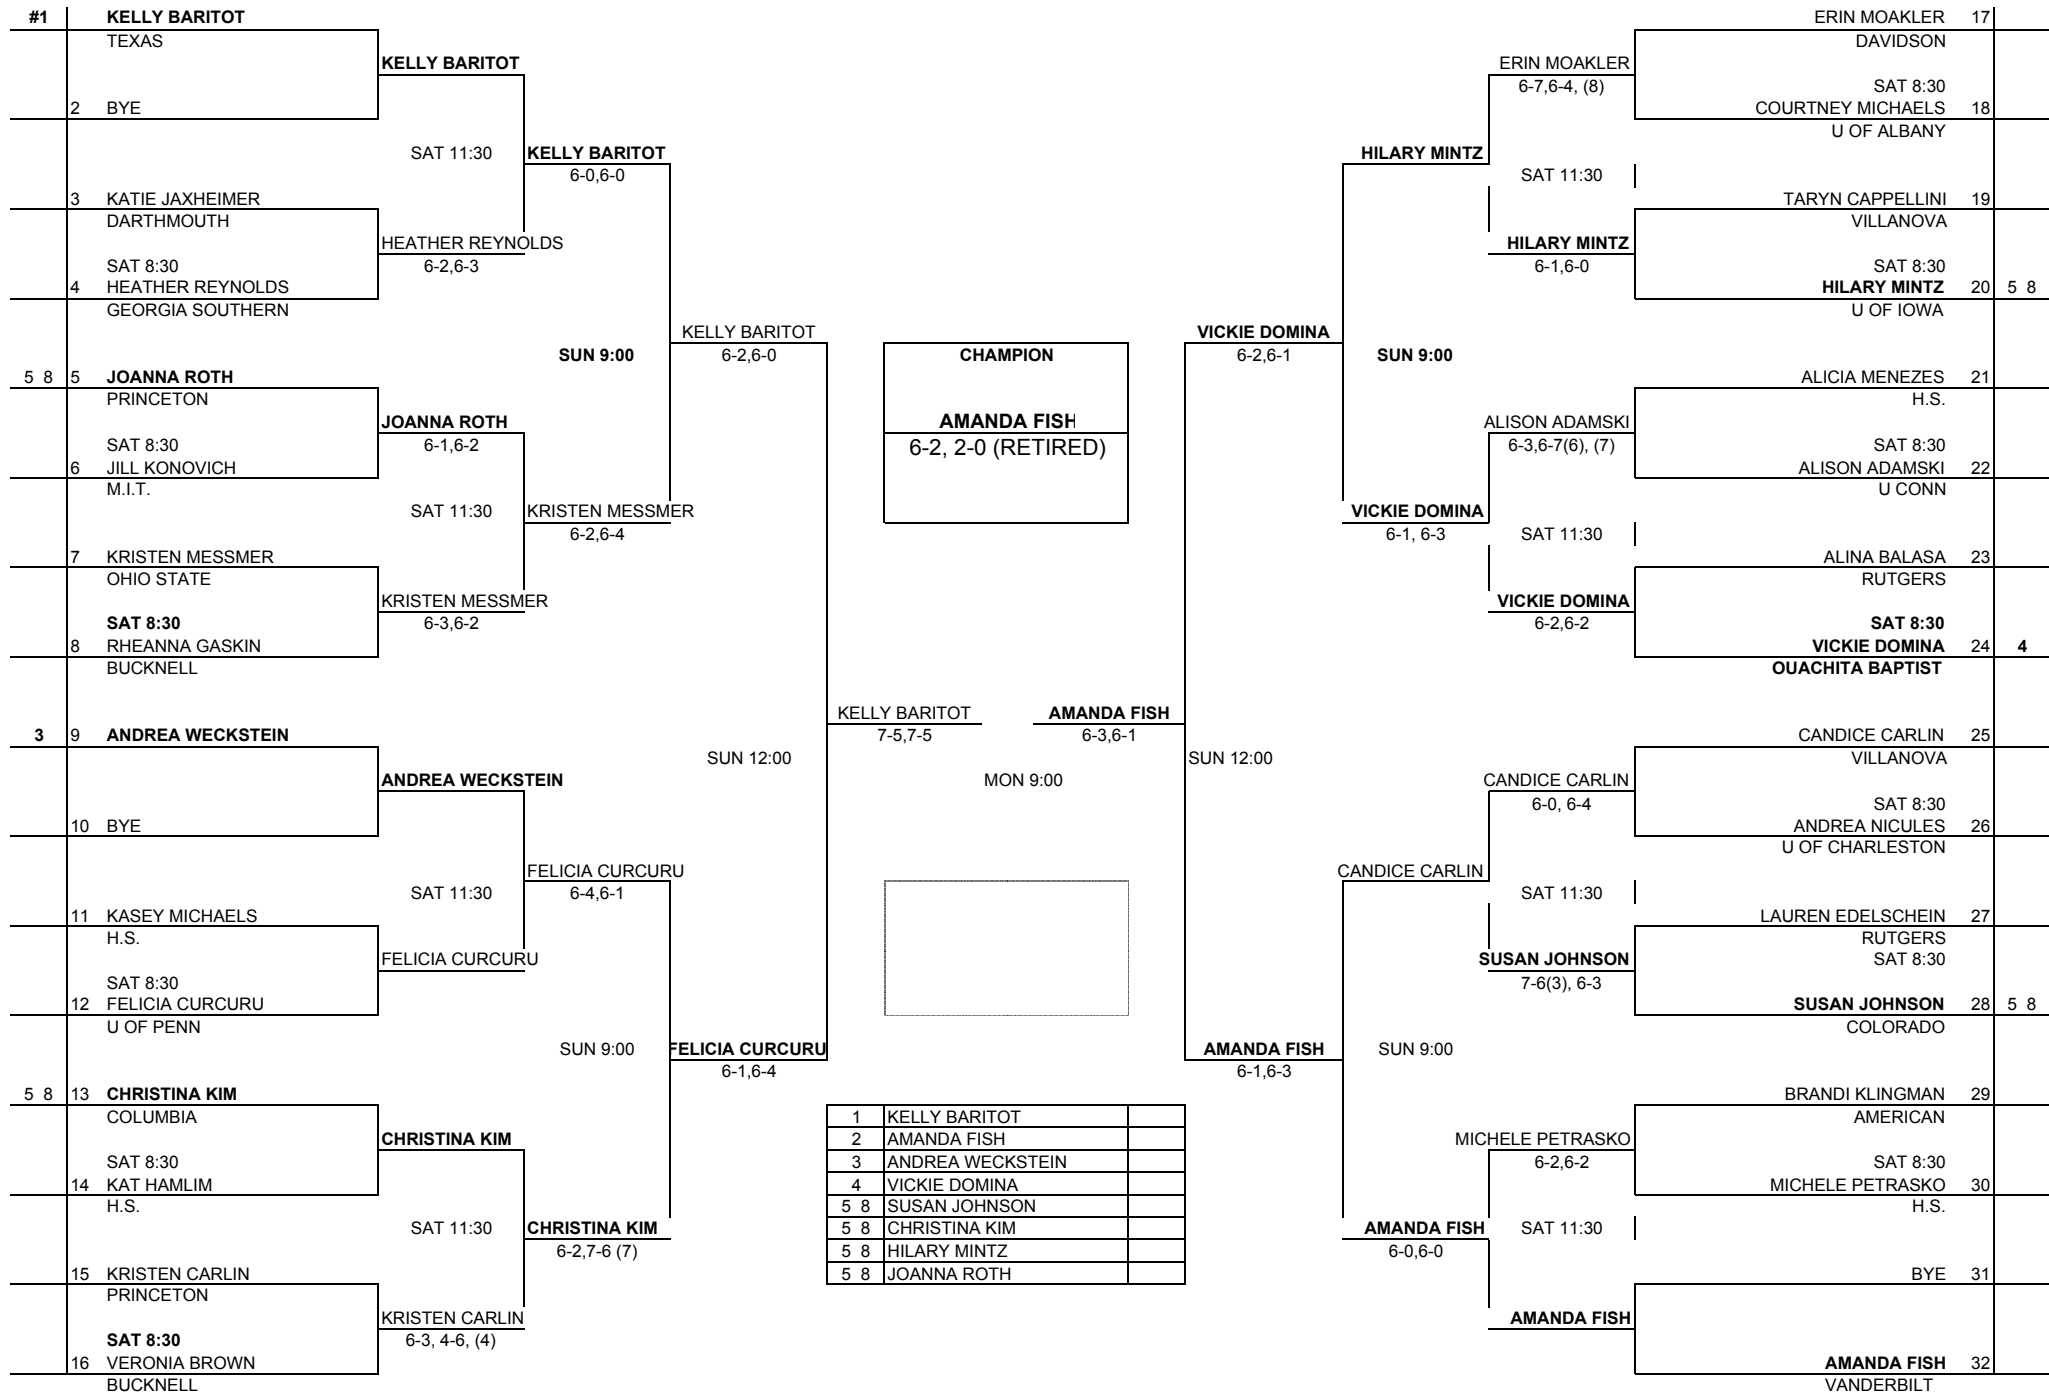 #1 KELLY BARITOT
TEXAS
KELLY BARITOT
2 BYE
SAT 11:30
KELLY BARITOT
6-0,6-0
3 KATIE JAXHEIMER
DARTHMOUTH
HEATHER REYNOLDS
6-2,6-3
SAT 8:30
4 HEATHER REYNOLDS
GEORGIA SOUTHERN
SUN 9:00
KELLY BARITOT
6-2,6-0
5 8 5 JOANNA ROTH
PRINCETON
JOANNA ROTH
6-1,6-2
SAT 8:30
6 JILL KONOVICH
M.I.T.
SAT 11:30
KRISTEN MESSMER
6-2,6-4
7 KRISTEN MESSMER
OHIO STATE
KRISTEN MESSMER
6-3,6-2
SAT 8:30
8 RHEANNA GASKIN
BUCKNELL
KELLY BARITOT
7-5,7-5
SUN 12:00
3 9 ANDREA WECKSTEIN
ANDREA WECKSTEIN
10 BYE
SAT 11:30
FELICIA CURCURU
6-4,6-1
11 KASEY MICHAELS
H.S.
FELICIA CURCURU
SAT 8:30
12 FELICIA CURCURU
U OF PENN
SUN 9:00
FELICIA CURCURU
6-1,6-4
5 8 13 CHRISTINA KIM
COLUMBIA
CHRISTINA KIM
SAT 8:30
14 KAT HAMLIM
H.S.
SAT 11:30
CHRISTINA KIM
6-2,7-6 (7)
15 KRISTEN CARLIN
PRINCETON
KRISTEN CARLIN
6-3, 4-6, (4)
SAT 8:30
16 VERONIA BROWN
BUCKNELL
CHAMPION
AMANDA FISH
6-2, 2-0 (RETIRED)
MON 9:00
1 KELLY BARITOT
2 AMANDA FISH
3 ANDREA WECKSTEIN
4 VICKIE DOMINA
5 8 SUSAN JOHNSON
5 8 CHRISTINA KIM
5 8 HILARY MINTZ
5 8 JOANNA ROTH
ERIN MOAKLER 17
DAVIDSON
ERIN MOAKLER
6-7,6-4, (8)
SAT 8:30
COURTNEY MICHAELS 18
U OF ALBANY
HILARY MINTZ
SAT 11:30
TARYN CAPPELLINI 19
VILLANOVA
HILARY MINTZ
6-1,6-0
SAT 8:30
HILARY MINTZ 20 5 8
U OF IOWA
VICKIE DOMINA
6-2,6-1
SUN 9:00
ALICIA MENEZES 21
H.S.
ALISON ADAMSKI
6-3,6-7(6), (7)
SAT 8:30
ALISON ADAMSKI 22
U CONN
VICKIE DOMINA
6-1, 6-3
SAT 11:30
ALINA BALASA 23
RUTGERS
VICKIE DOMINA
6-2,6-2
SAT 8:30
VICKIE DOMINA 24 4
OUACHITA BAPTIST
AMANDA FISH
6-3,6-1
SUN 12:00
CANDICE CARLIN 25
VILLANOVA
CANDICE CARLIN
6-0, 6-4
SAT 8:30
ANDREA NICULES 26
U OF CHARLESTON
CANDICE CARLIN
SAT 11:30
LAUREN EDELSCHEIN 27
RUTGERS
SUSAN JOHNSON
7-6(3), 6-3
SAT 8:30
SUSAN JOHNSON 28 5 8
COLORADO
AMANDA FISH
6-1,6-3
SUN 9:00
BRANDI KLINGMAN 29
AMERICAN
MICHELE PETRASKO
6-2,6-2
SAT 8:30
MICHELE PETRASKO 30
H.S.
AMANDA FISH
6-0,6-0
SAT 11:30
BYE 31
AMANDA FISH
AMANDA FISH 32
VANDERBILT